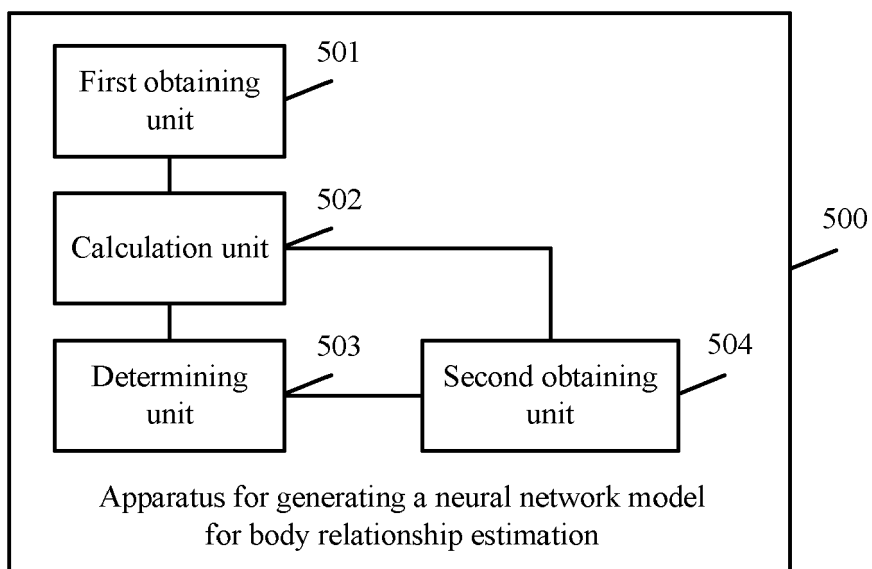 First obtaining
unit
501
Calculation unit
502
500
Determining
unit
503
Second obtaining
unit
504
Apparatus for generating a neural network model
for body relationship estimation